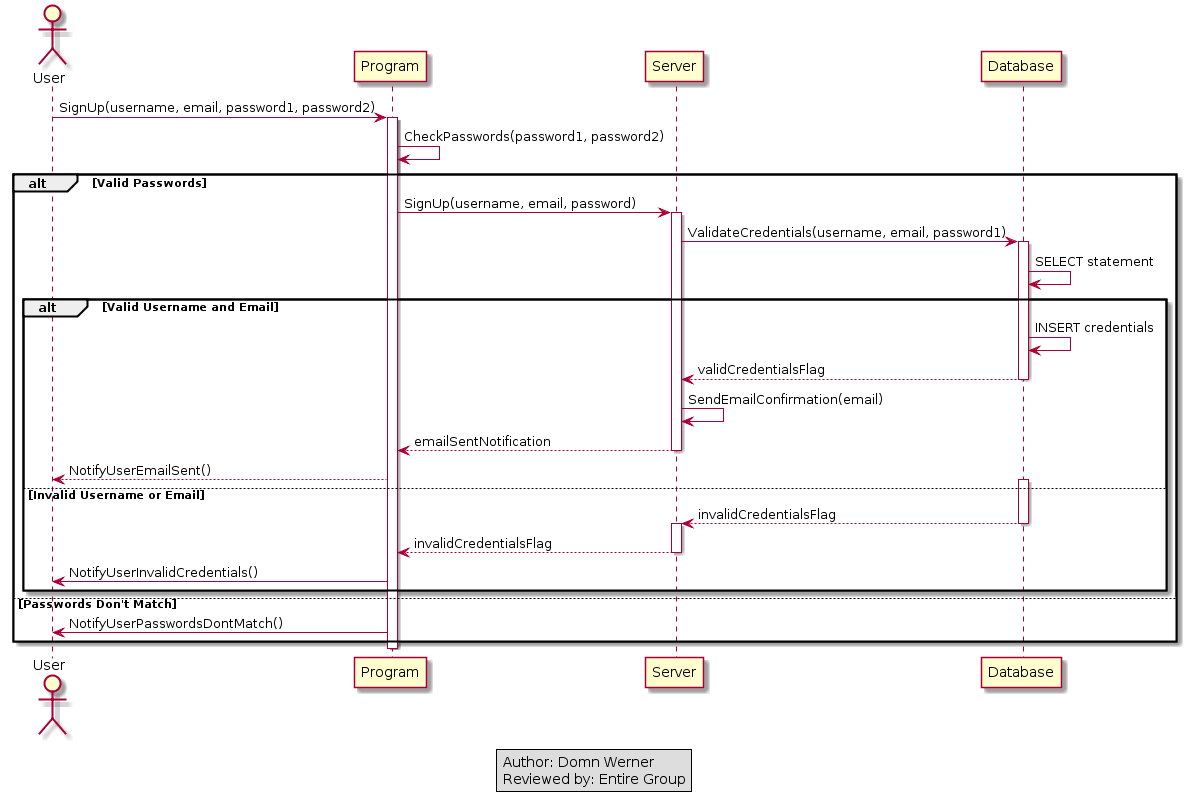 User
Program
Server
Database
SignUp(username, email, password1, password2)
CheckPasswords(password1, password2)
alt [Valid Passwords]
SignUp(username, email, password)
ValidateCredentials(username, email, password1)
SELECT statement
alt [Valid Username and Email]
INSERT credentials
validCredentialsFlag
SendEmailConfirmation(email)
emailSentNotification
NotifyUserEmailSent()
[Invalid Username or Email]
invalidCredentialsFlag
invalidCredentialsFlag
NotifyUserInvalidCredentials()
[Passwords Don't Match]
NotifyUserPasswordsDontMatch()
User
Program
Server
Database
Author: Domn Werner
Reviewed by: Entire Group